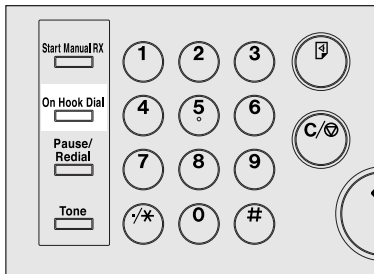 Start Manual RX
1
2
3
On Hook Dial
4
5
6
C/
Pause/
Redial
7
8
9
Tone
·/*
0
#